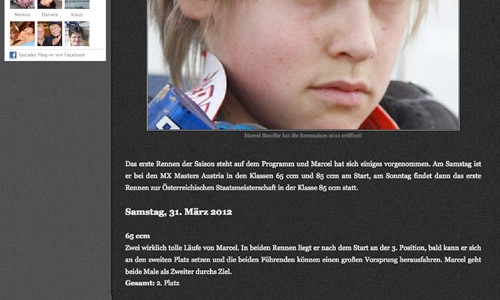 Markus Daniela Klaus
Soziales Plug-in von Facebook
Marcel Stauffer hat die Rennsaison 2012 eröffnet!
Das erste Rennen der Saison steht auf dem Programm und Marcel hat sich einiges vorgenommen. Am Samstag ist
er bei den MX Masters Austria in den Klassen 65 ccm und 85 ccm am Start, am Sonntag findet dann das erste
Rennen zur Österreichischen Staatsmeisterschaft in der Klasse 85 ccm statt.
Samstag, 31. März 2012
65 ccm
Zwei wirklich tolle Läufe von Marcel. In beiden Rennen liegt er nach dem Start an der 3. Position, bald kann er sich
an den zweiten Platz setzen und die beiden Führenden können einen großen Vorsprung herausfahren. Marcel geht
beide Male als Zweiter durchs Ziel.
Gesamt: 2. Platz